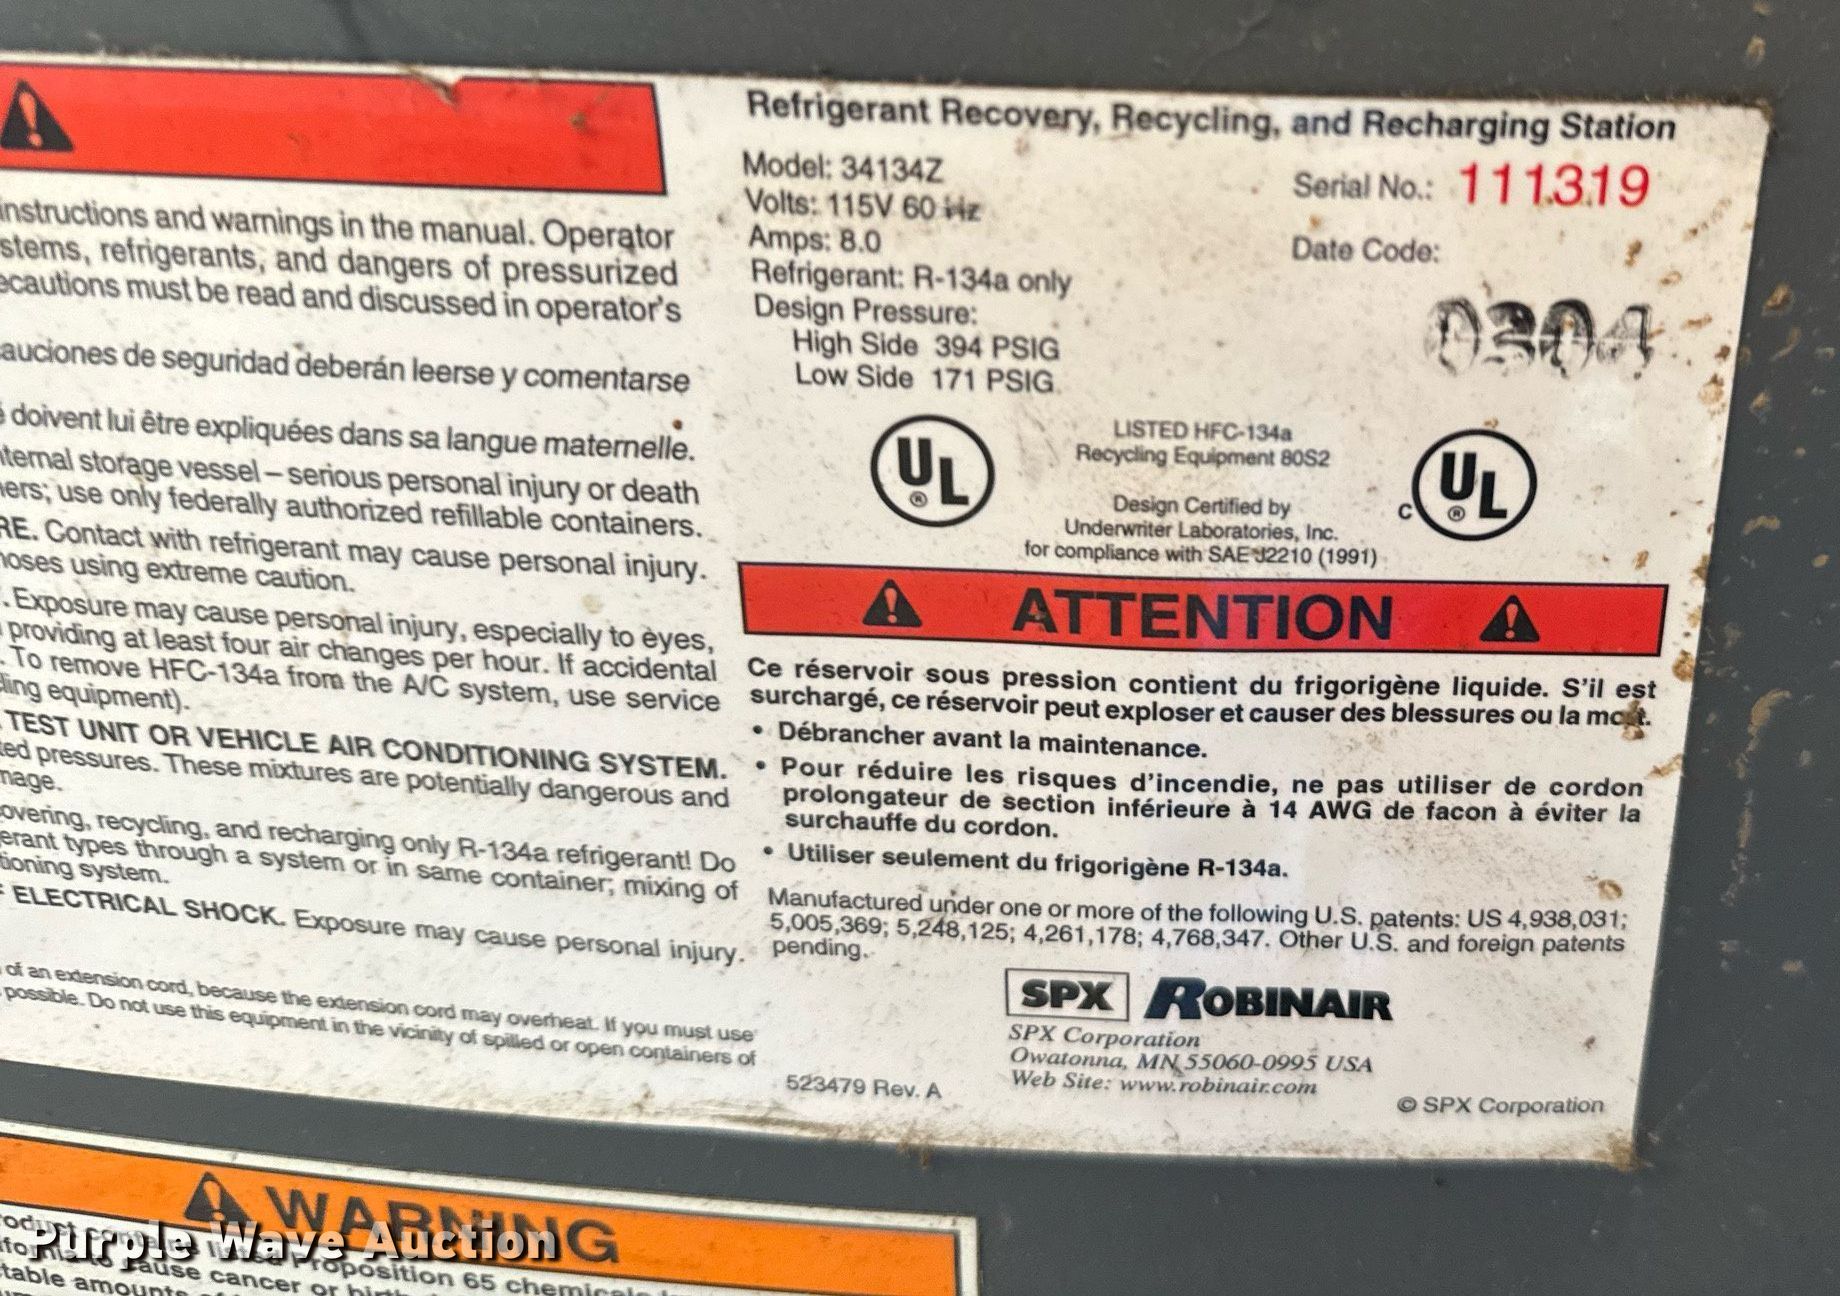 instructions and warnings in the manual. Operator
stems, refrigerants, and dangers of pressurized
ecautions must be read and discussed in operator's
auciones de seguridad deberán leerse y comentarse
doivent lui être expliquées dans sa langue maternelle.
nternal storage vessel – serious personal injury or death
ners; use only federally authorized refillable containers.
RE. Contact with refrigerant may cause personal injury.
hoses using extreme caution.
. Exposure may cause personal injury, especially to eyes,
providing at least four air changes per hour. If accidental
. To remove HFC-134a from the A/C system, use service
ling equipment).
TEST UNIT OR VEHICLE AIR CONDITIONING SYSTEM.
ted pressures. These mixtures are potentially dangerous and
mage.
overing, recycling, and recharging only R-134a refrigerant! Do
erant types through a system or in same container; mixing of
tioning system.
F ELECTRICAL SHOCK. Exposure may cause personal injury.
of an extension cord, because the extension cord may overheat. If you must use
possible. Do not use this equipment in the vicinity of spilled or open containers of
Refrigerant Recovery, Recycling, and Recharging Station
Model: 34134Z
Serial No.: 111319
Volts: 115V 60 Hz
Amps: 8.0
Date Code:
0304
Refrigerant: R-134a only
Design Pressure:
High Side 394 PSIG
Low Side 171 PSIG
UL
®
LISTED HFC-134a
Recycling Equipment 80S2
Design Certified by
Underwriter Laboratories, Inc.
for compliance with SAE J2210 (1991)
C UL
®
ATTENTION
Ce réservoir sous pression contient du frigorigène liquide. S'il est
surchargé, ce réservoir peut exploser et causer des blessures ou la mort.
• Débrancher avant la maintenance.
• Pour réduire les risques d'incendie, ne pas utiliser de cordon
prolongateur de section inférieure à 14 AWG de facon à éviter la
surchauffe du cordon.
• Utiliser seulement du frigorigène R-134a.
Manufactured under one or more of the following U.S. patents: US 4,938,031;
5,005,369; 5,248,125; 4,261,178; 4,768,347. Other U.S. and foreign patents
pending.
SPX ROBINAIR
SPX Corporation
Owatonna, MN 55060-0995 USA
Web Site: www.robinair.com
523479 Rev. A
© SPX Corporation
WARNING
Purple Wave Auction
Proposition 65 chemicals
cause cancer or birth
table amounts